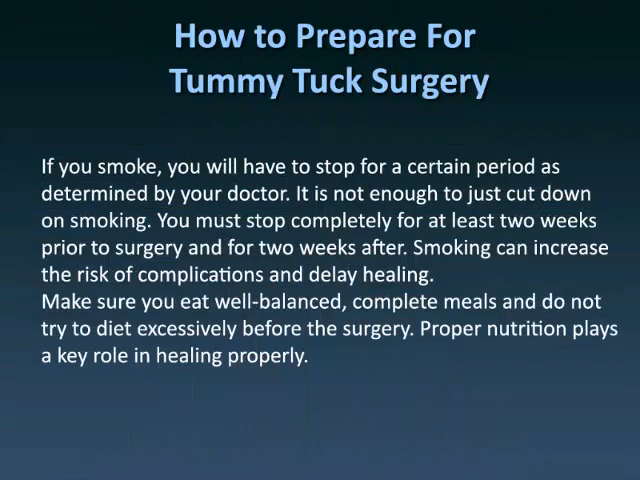 How to Prepare For
Tummy Tuck Surgery
If you smoke, you will have to stop for a certain period as
determined by your doctor. It is not enough to just cut down
on smoking. You must stop completely for at least two weeks
prior to surgery and for two weeks after. Smoking can increase
the risk of complications and delay healing.
Make sure you eat well-balanced, complete meals and do not
try to diet excessively before the surgery. Proper nutrition plays
a key role in healing properly.